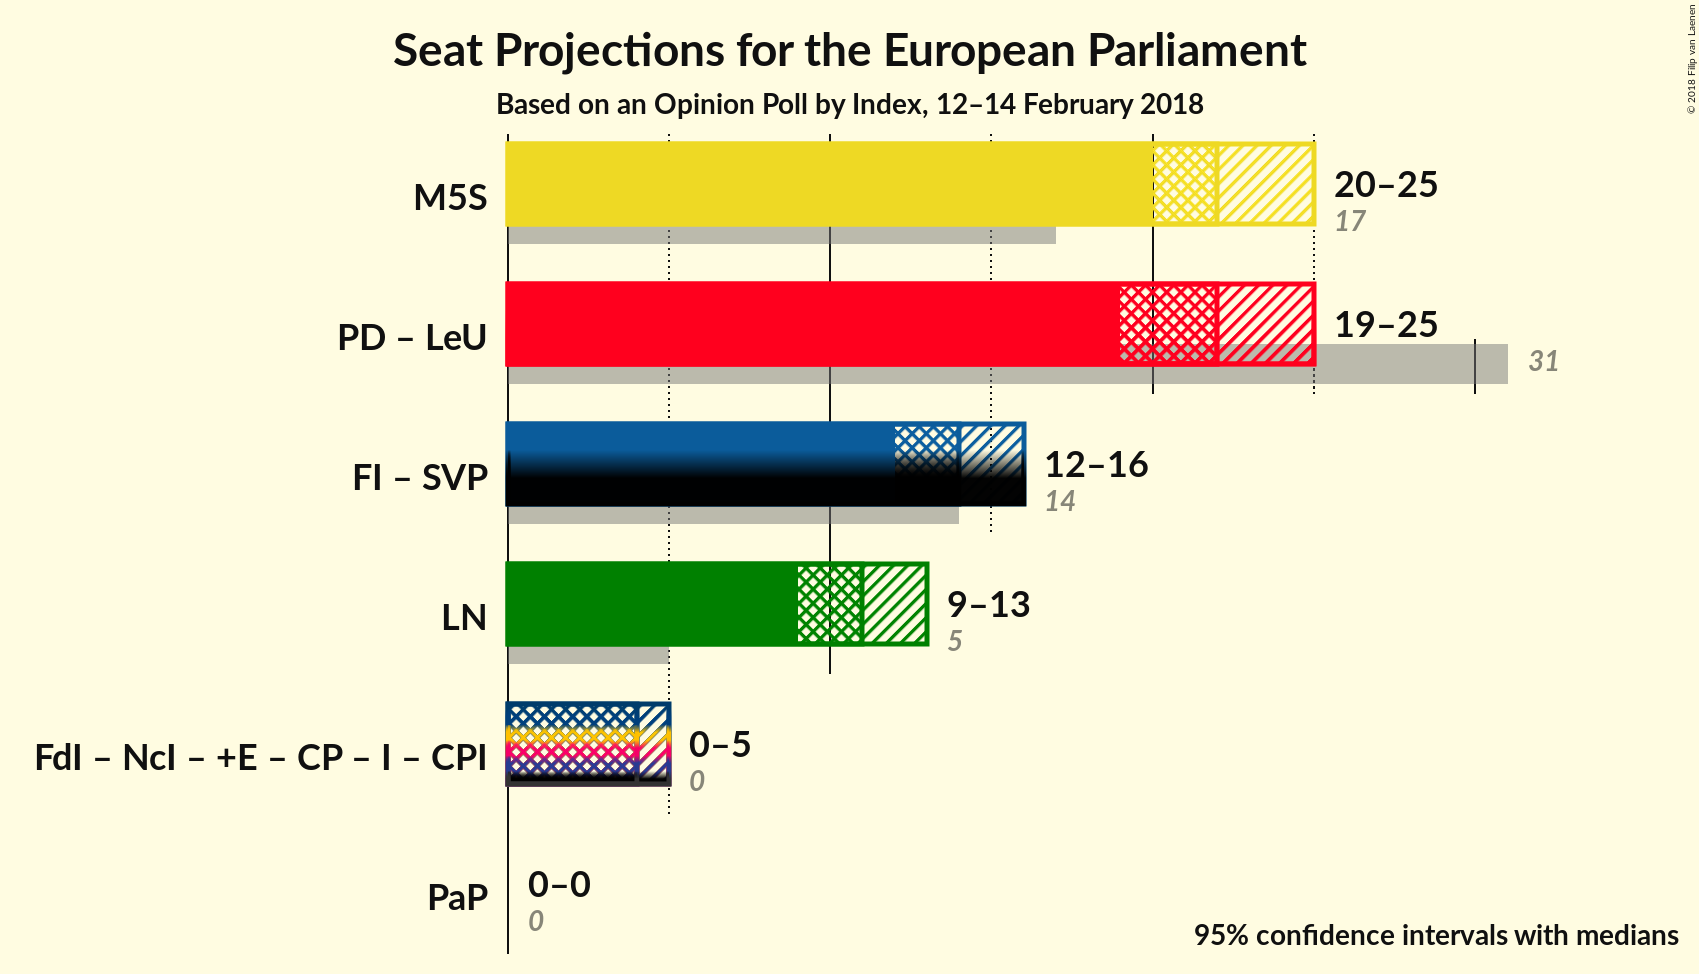 Seat Projections for the European Parliament
Based on an Opinion Poll by Index, 12–14 February 2018
© 2018 Filip van Laenen
M5S
20–25
17
PD – LeU
19–25
31
FI – SVP
12–16
14
LN
9–13
5
FdI – NcI – +E – CP – I – CPI
0–5
0
PaP
0–0
0
95% confidence intervals with medians